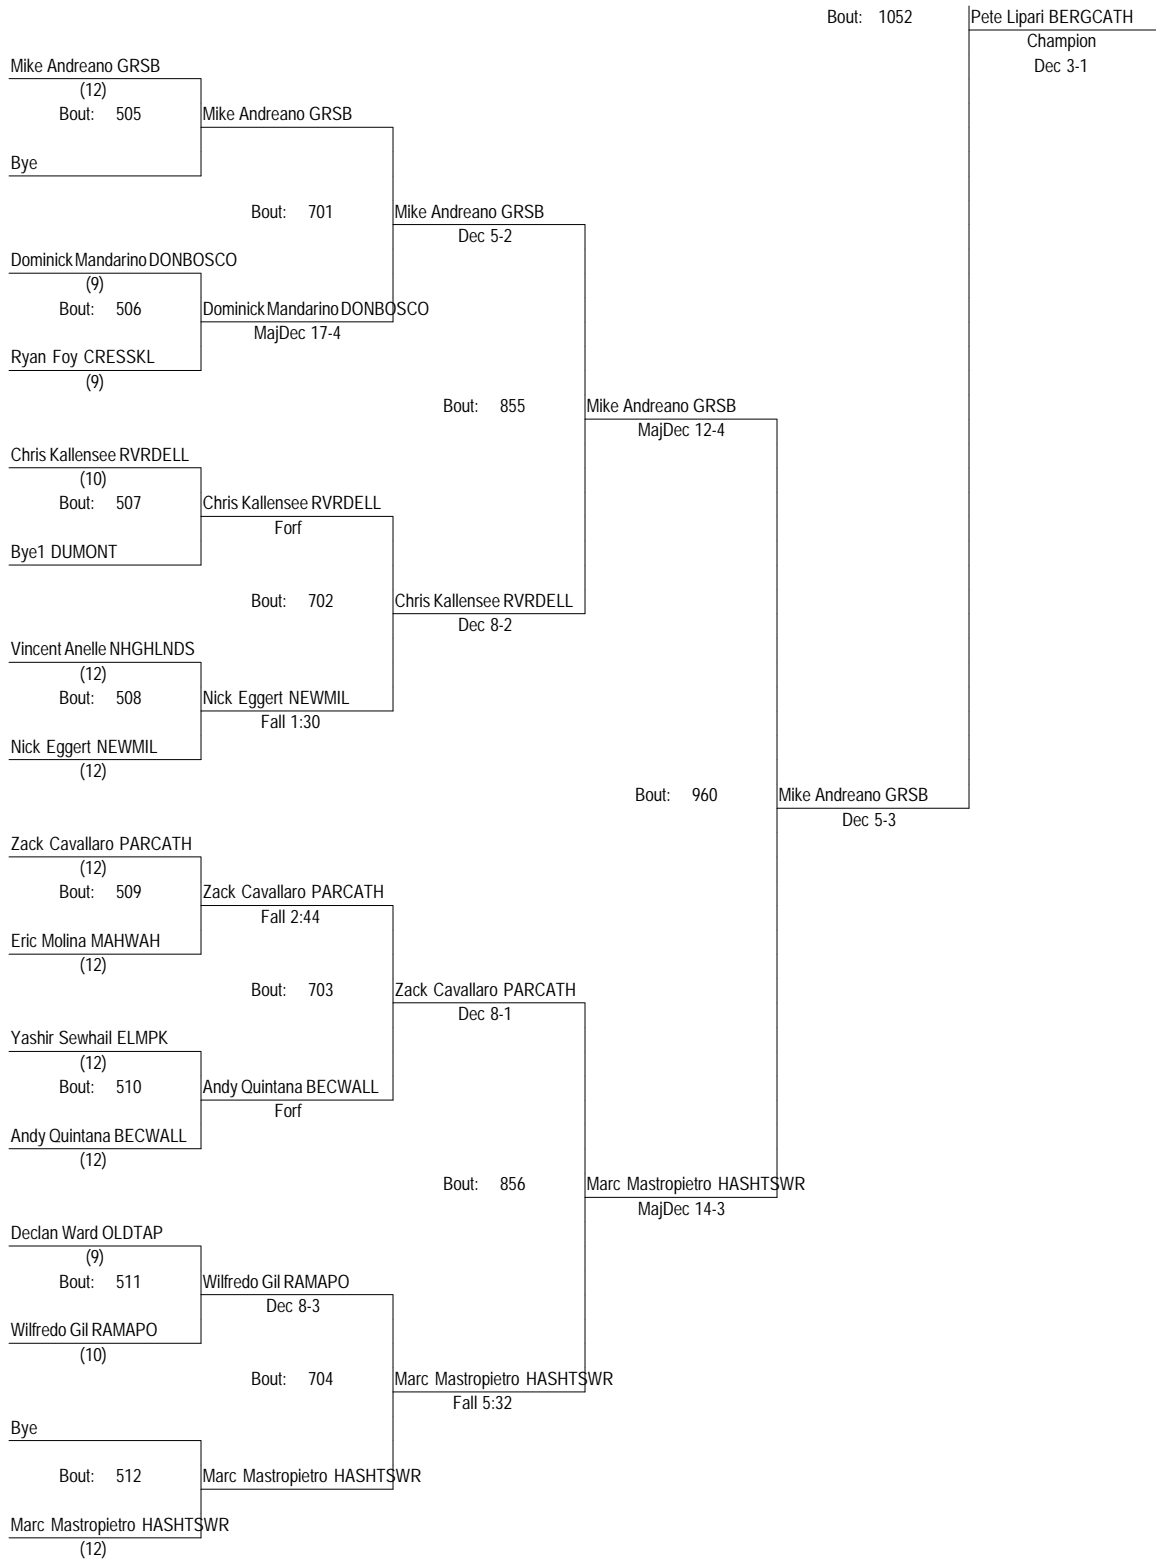 Bout: 1052 Pete Lipari BERGCATH
Champion
Dec 3-1
Mike Andreano GRSB
(12)
Bout: 505 Mike Andreano GRSB
Bye
Bout: 701 Mike Andreano GRSB
Dec 5-2
Dominick Mandarino DONBOSCO
(9)
Bout: 506 Dominick Mandarino DONBOSCO
MajDec 17-4
Ryan Foy CRESSKL
(9)
Bout: 855 Mike Andreano GRSB
MajDec 12-4
Chris Kallensee RVRDELL
(10)
Bout: 507 Chris Kallensee RVRDELL
Forf
Bye1 DUMONT
Bout: 702 Chris Kallensee RVRDELL
Dec 8-2
Vincent Anelle NHGHLNDS
(12)
Bout: 508 Nick Eggert NEWMIL
Fall 1:30
Nick Eggert NEWMIL
(12)
Bout: 960 Mike Andreano GRSB
Dec 5-3
Zack Cavallaro PARCATH
(12)
Bout: 509 Zack Cavallaro PARCATH
Fall 2:44
Eric Molina MAHWAH
(12)
Bout: 703 Zack Cavallaro PARCATH
Dec 8-1
Yashir Sewhail ELMPK
(12)
Bout: 510 Andy Quintana BECWALL
Forf
Andy Quintana BECWALL
(12)
Bout: 856 Marc Mastropietro HASHTSWR
MajDec 14-3
Declan Ward OLDTAP
(9)
Bout: 511 Wilfredo Gil RAMAPO
Dec 8-3
Wilfredo Gil RAMAPO
(10)
Bout: 704 Marc Mastropietro HASHTSWR
Fall 5:32
Bye
Bout: 512 Marc Mastropietro HASHTSWR
Marc Mastropietro HASHTSWR
(12)